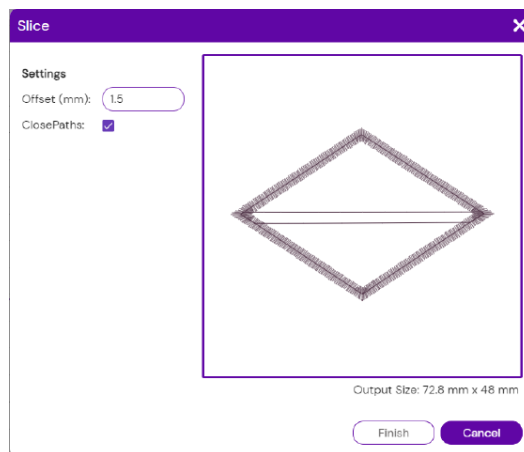 Slice
Settings
Offset (mm): 1.5
ClosePaths:
Output Size: 72.8 mm x 48 mm
Finish Cancel